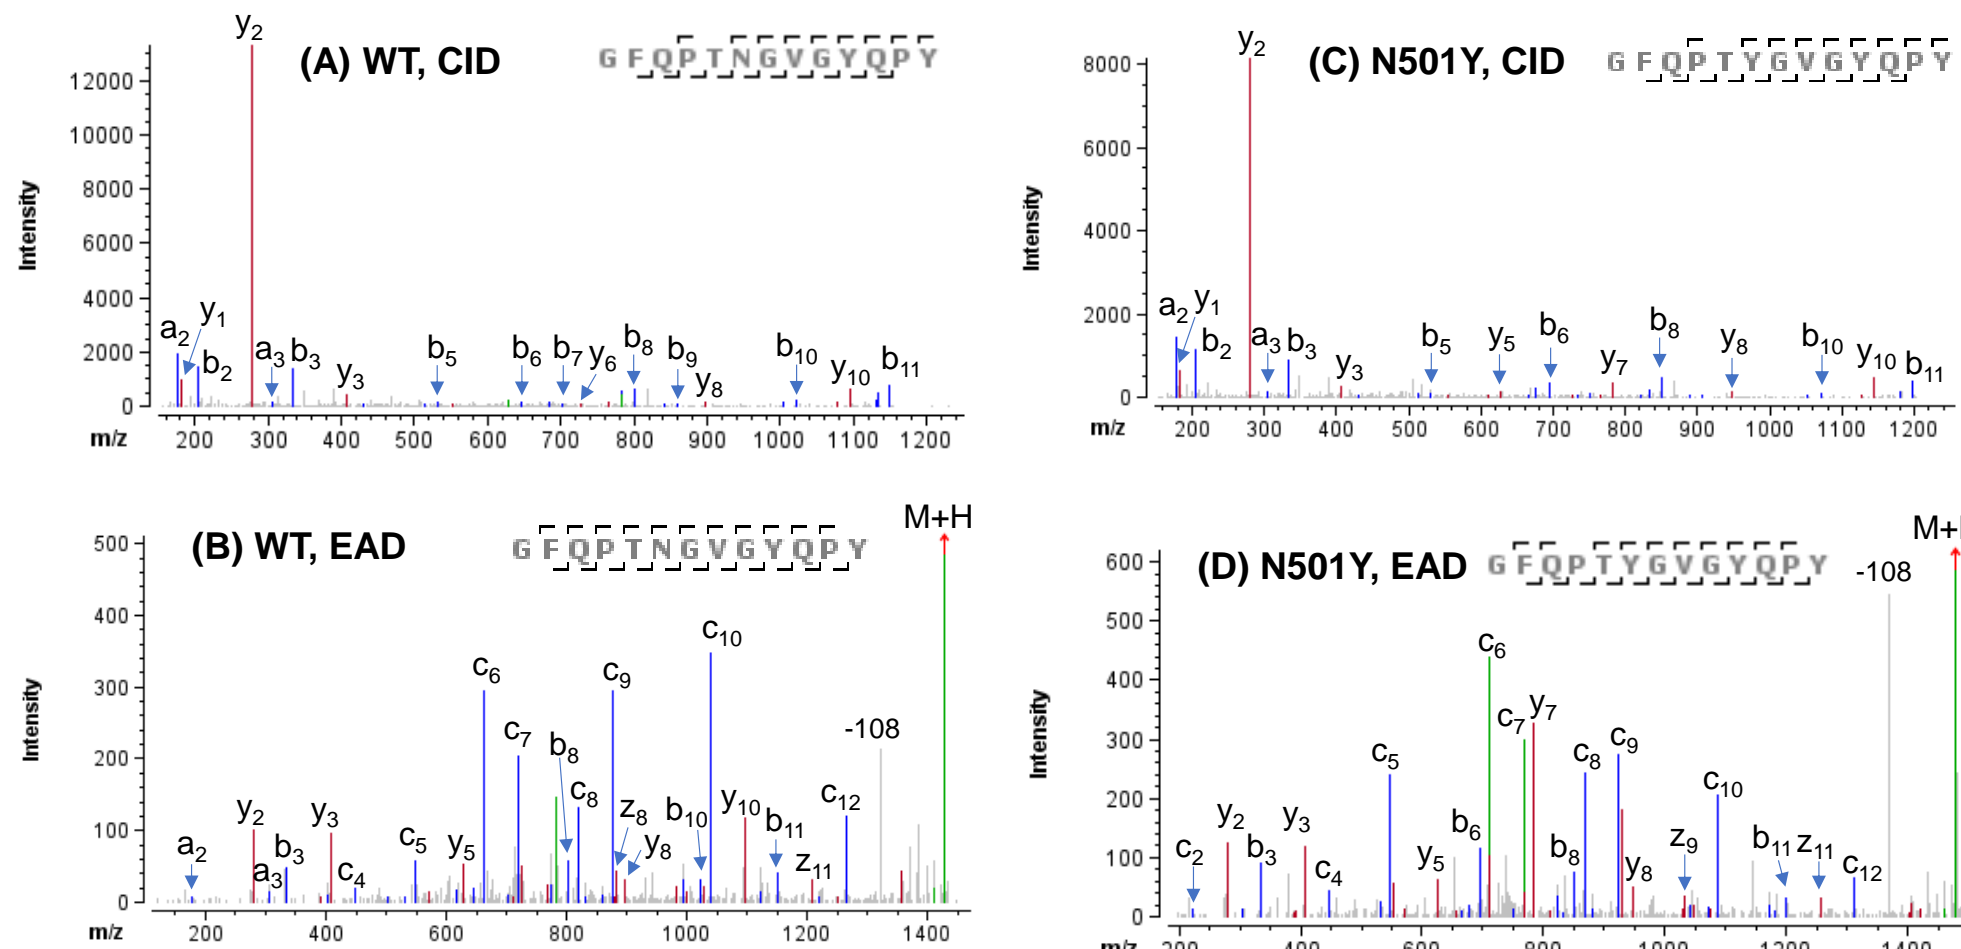 (A) WT, CID
G F Q P T N G V G Y Q P Y
Intensity
12000
10000
8000
6000
4000
2000
0
y2
a2
y1
b2
a3
b3
y3
b5
b6
b7
y6
b8
b9
y8
b10
y10
b11
m/z
200 300 400 500 600 700 800 900 1000 1100 1200
(C) N501Y, CID
G F Q P T Y G V G Y Q P Y
Intensity
8000
6000
4000
2000
0
y2
a2
y1
b2
a3
b3
y3
b5
y5
b6
y7
b8
y8
b10
y10
b11
m/z
200 300 400 500 600 700 800 900 1000 1100 1200
(B) WT, EAD
G F Q P T N G V G Y Q P Y
M+H
Intensity
500
400
300
200
100
0
a2
y2
a3
b3
y3
c4
c5
y5
c6
c7
b8
c8
c9
z8
y8
b10
c10
y10
b11
z11
c12
-108
m/z
200 400 600 800 1000 1200 1400
(D) N501Y, EAD
G F Q P T Y G V G Y Q P Y
-108
Intensity
600
500
400
300
200
100
0
c2
y2
b3
y3
c4
c5
y5
b6
c6
c7
y7
b8
c8
c9
y8
z9
c10
b11
z11
c12
m/z
200 400 600 800 1000 1200 1400